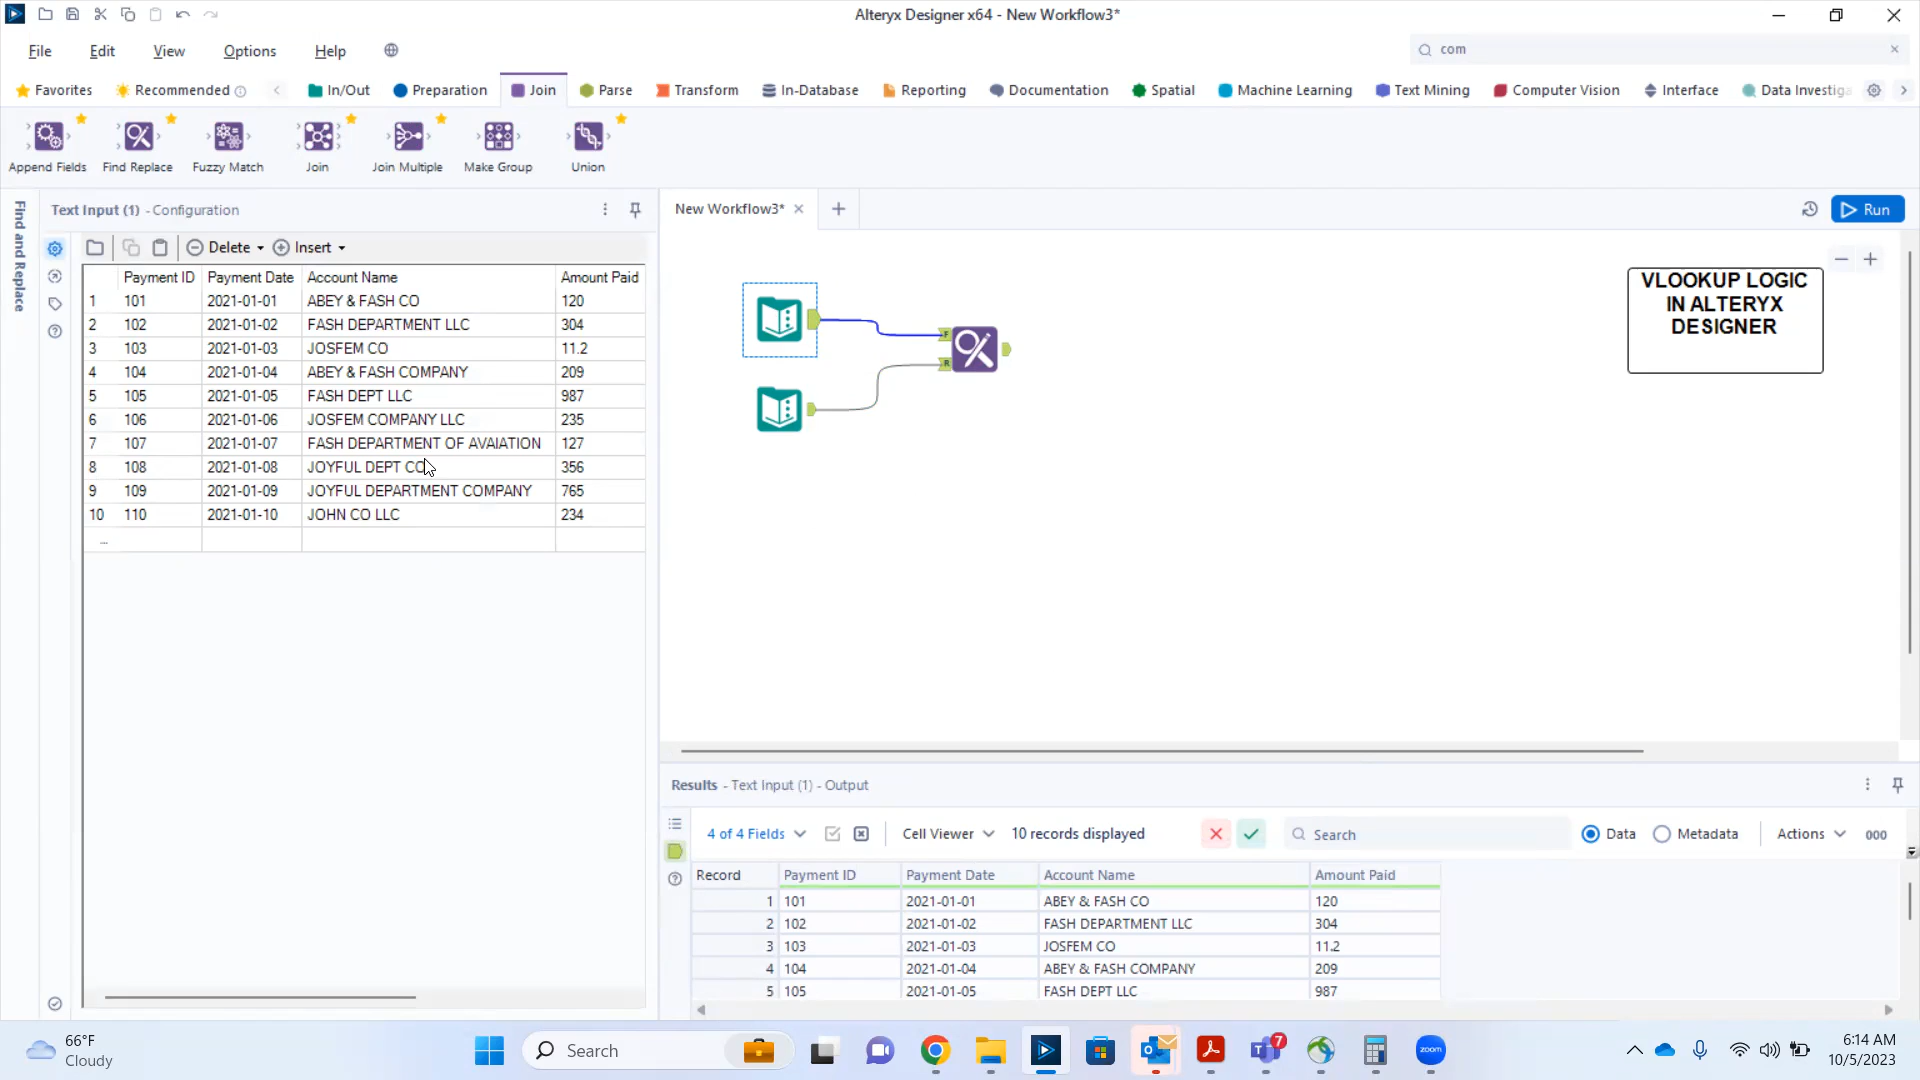 Alteryx Designer x64 - New Workflow3*
File Edit View Options Help
com
Favorites Recommended In/Out Preparation Join Parse Transform In-Database Reporting Documentation Spatial Machine Learning Text Mining Computer Vision Interface Data Investiga
Append Fields Find Replace Fuzzy Match Join Join Multiple Make Group Union
Find and Replace
Text Input (1) - Configuration
Delete Insert
Payment ID Payment Date Account Name Amount Paid
1 101 2021-01-01 ABEY & FASH CO 120
2 102 2021-01-02 FASH DEPARTMENT LLC 304
3 103 2021-01-03 JOSFEM CO 11.2
4 104 2021-01-04 ABEY & FASH COMPANY 209
5 105 2021-01-05 FASH DEPT LLC 987
6 106 2021-01-06 JOSFEM COMPANY LLC 235
7 107 2021-01-07 FASH DEPARTMENT OF AVAIATION 127
8 108 2021-01-08 JOYFUL DEPT CO 356
9 109 2021-01-09 JOYFUL DEPARTMENT COMPANY 765
10 110 2021-01-10 JOHN CO LLC 234
...
New Workflow3*
Run
F
R
VLOOKUP LOGIC
IN ALTERYX
DESIGNER
Results - Text Input (1) - Output
4 of 4 Fields Cell Viewer 10 records displayed Search Data Metadata Actions 000
Record Payment ID Payment Date Account Name Amount Paid
1 101 2021-01-01 ABEY & FASH CO 120
2 102 2021-01-02 FASH DEPARTMENT LLC 304
3 103 2021-01-03 JOSFEM CO 11.2
4 104 2021-01-04 ABEY & FASH COMPANY 209
5 105 2021-01-05 FASH DEPT LLC 987
66°F
Cloudy
Search
7
zoom
6:14 AM
10/5/2023